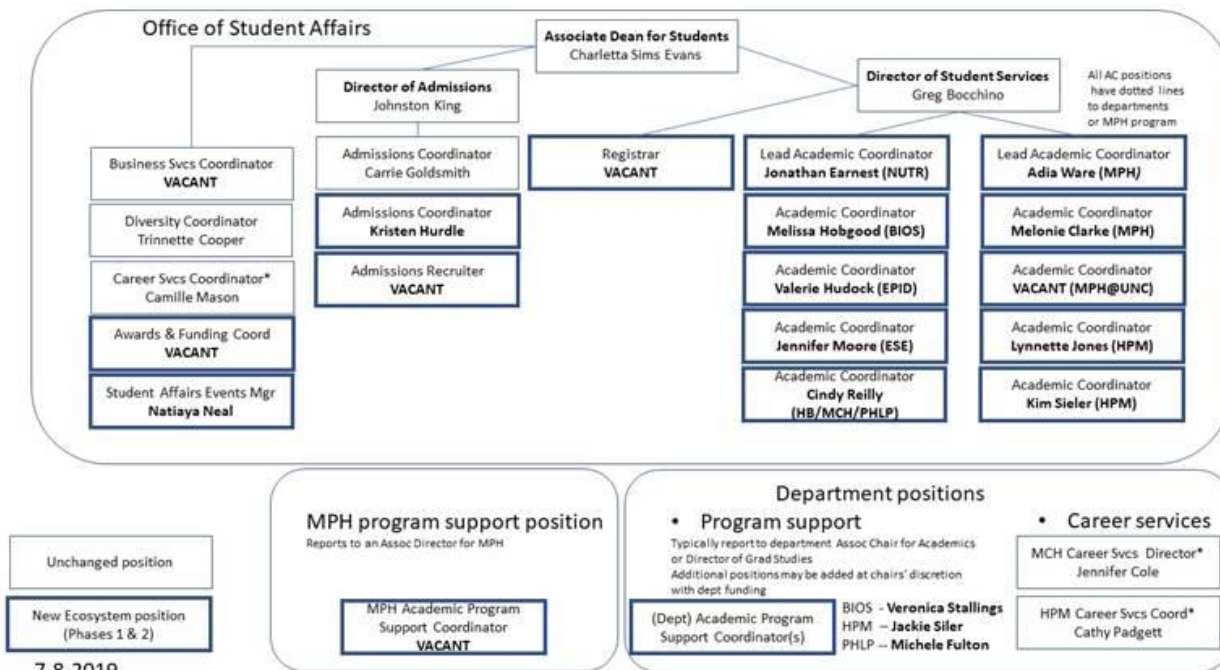 Office of Student Affairs
Associate Dean for Students
Charletta Sims Evans
Director of Admissions
Johnston King
Director of Student Services
Greg Bocchino
All AC positions
have dotted lines
to departments
or MPH program
Business Svcs Coordinator
VACANT
Diversity Coordinator
Trinnette Cooper
Career Svcs Coordinator*
Camille Mason
Awards & Funding Coord
VACANT
Student Affairs Events Mgr
Natiaya Neal
Admissions Coordinator
Carrie Goldsmith
Admissions Coordinator
Kristen Hurdle
Admissions Recruiter
VACANT
Registrar
VACANT
Lead Academic Coordinator
Jonathan Earnest (NUTR)
Academic Coordinator
Melissa Hobgood (BIOS)
Academic Coordinator
Valerie Hudock (EPID)
Academic Coordinator
Jennifer Moore (ESE)
Academic Coordinator
Cindy Reilly
(HB/MCH/PHLP)
Lead Academic Coordinator
Adia Ware (MPH)
Academic Coordinator
Melonie Clarke (MPH)
Academic Coordinator
VACANT (MPH@UNC)
Academic Coordinator
Lynnette Jones (HPM)
Academic Coordinator
Kim Sieler (HPM)
Unchanged position
New Ecosystem position
(Phases 1 & 2)
7-8-2019
MPH program support position
Reports to an Assoc Director for MPH
MPH Academic Program
Support Coordinator
VACANT
Department positions
• Program support
Typically report to department Assoc Chair for Academics
or Director of Grad Studies
Additional positions may be added at chairs' discretion
with dept funding
(Dept) Academic Program
Support Coordinator(s)
BIOS - Veronica Stallings
HPM – Jackie Siler
PHLP -- Michele Fulton
• Career services
MCH Career Svcs Director*
Jennifer Cole
HPM Career Svcs Coord*
Cathy Padgett